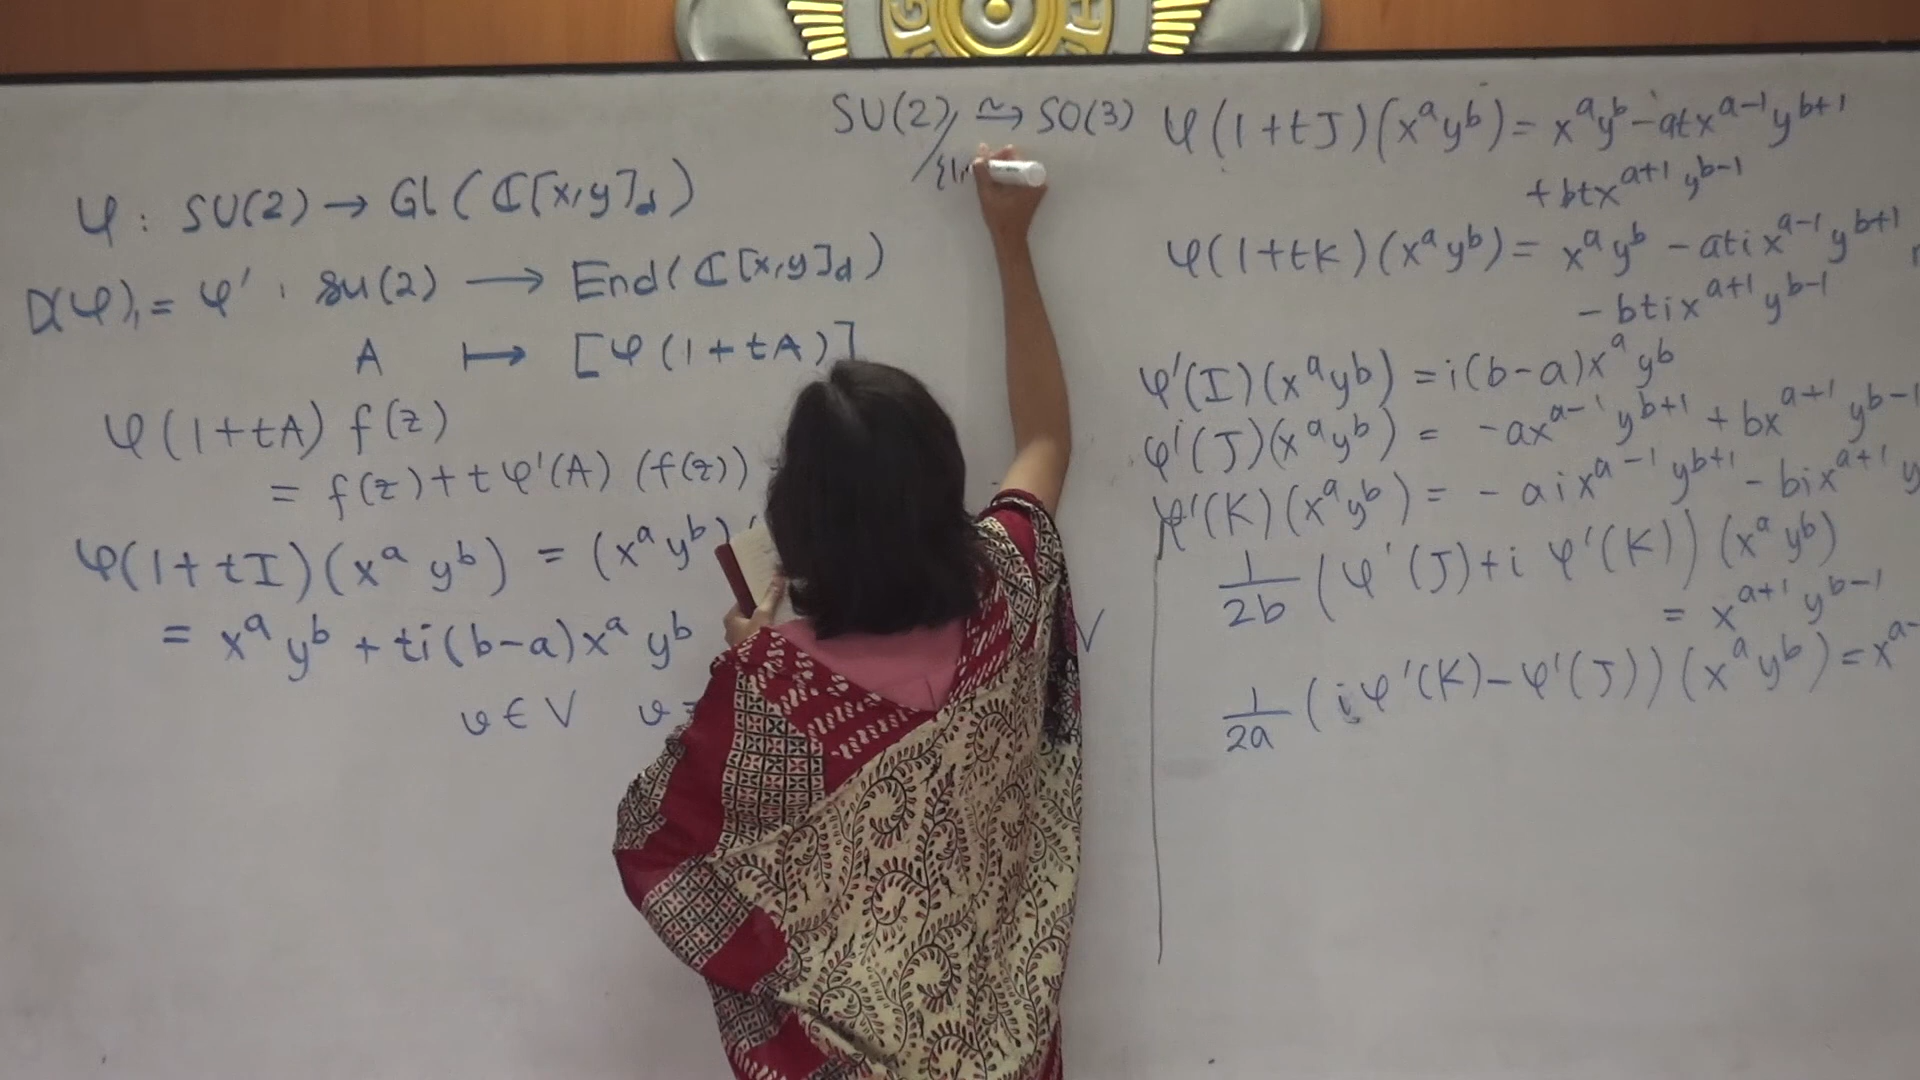 SU(2)/{1, ≃→ SO(3)
φ : SU(2) → Gl(ℂ[x,y]_d)
D(φ)₁ = φ' : su(2) ⟶ End(ℂ[x,y]_d)
A ↦ [φ(1+tA)]
φ(1+tA) f(z)
= f(z)+tφ'(A)(f(z))
φ(1+tI)(x^a y^b) = (x^a y^b)
= x^a y^b + ti(b-a)x^a y^b
v ∈ V v =
V
φ(1+tJ)(x^a y^b) = x^a y^b - atx^{a-1} y^{b+1}
+ btx^{a+1} y^{b-1}
φ(1+tK)(x^a y^b) = x^a y^b - atix^{a-1} y^{b+1}
- btix^{a+1} y^{b-1}
φ'(I)(x^a y^b) = i(b-a)x^a y^b
φ'(J)(x^a y^b) = -ax^{a-1} y^{b+1} + bx^{a+1} y^{b-1}
φ'(K)(x^a y^b) = -aix^{a-1} y^{b+1} - bix^{a+1} y
1/2b (φ'(J)+iφ'(K))(x^a y^b)
= x^{a+1} y^{b-1}
1/2a (iφ'(K)-φ'(J))(x^a y^b) = x^{a-